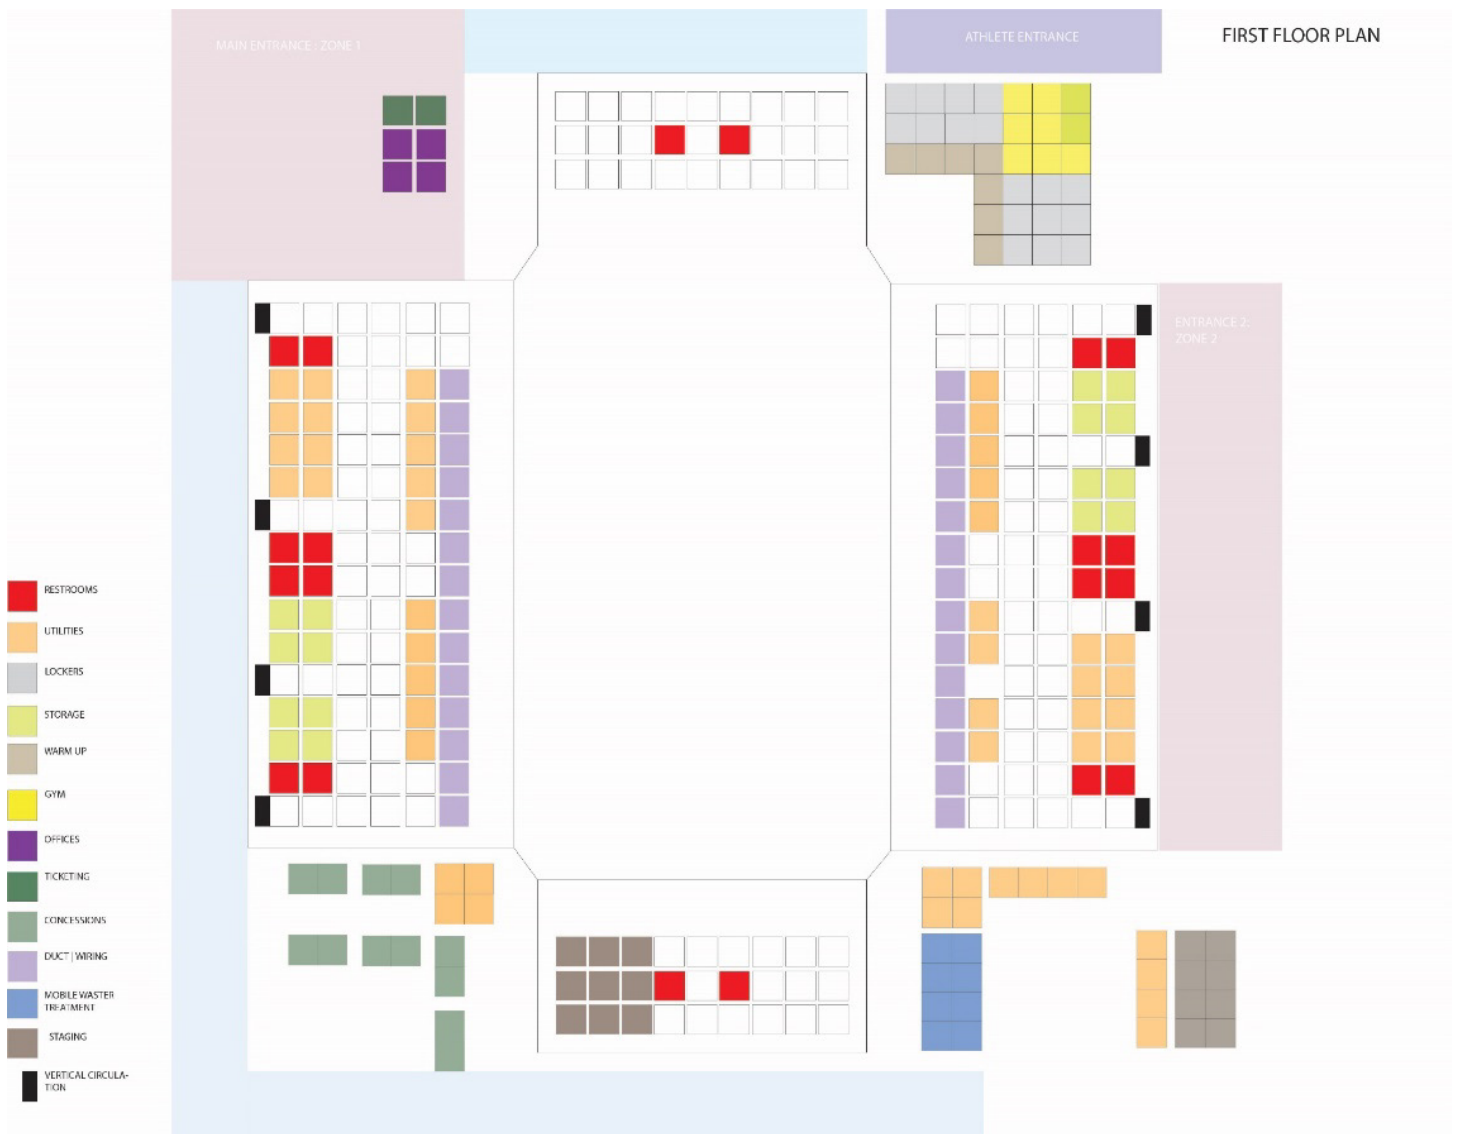 MAIN ENTRANCE : ZONE 1
ATHLETE ENTRANCE
FIRST FLOOR PLAN
ENTRANCE 2:
ZONE 2
RESTROOMS
UTILITIES
LOCKERS
STORAGE
WARM UP
GYM
OFFICES
TICKETING
CONCESSIONS
DUCT | WIRING
MOBILE WASTER
TREATMENT
STAGING
VERTICAL CIRCULA-
TION